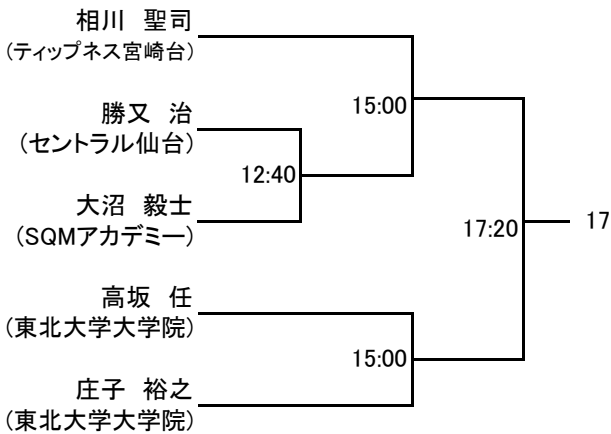 相川　聖司
(ティップネス宮崎台)
15:00
勝又　治
(セントラル仙台)
12:40
大沼　毅士
(SQMアカデミー)
17:20
17
高坂　任
(東北大学大学院)
15:00
庄子　裕之
(東北大学大学院)